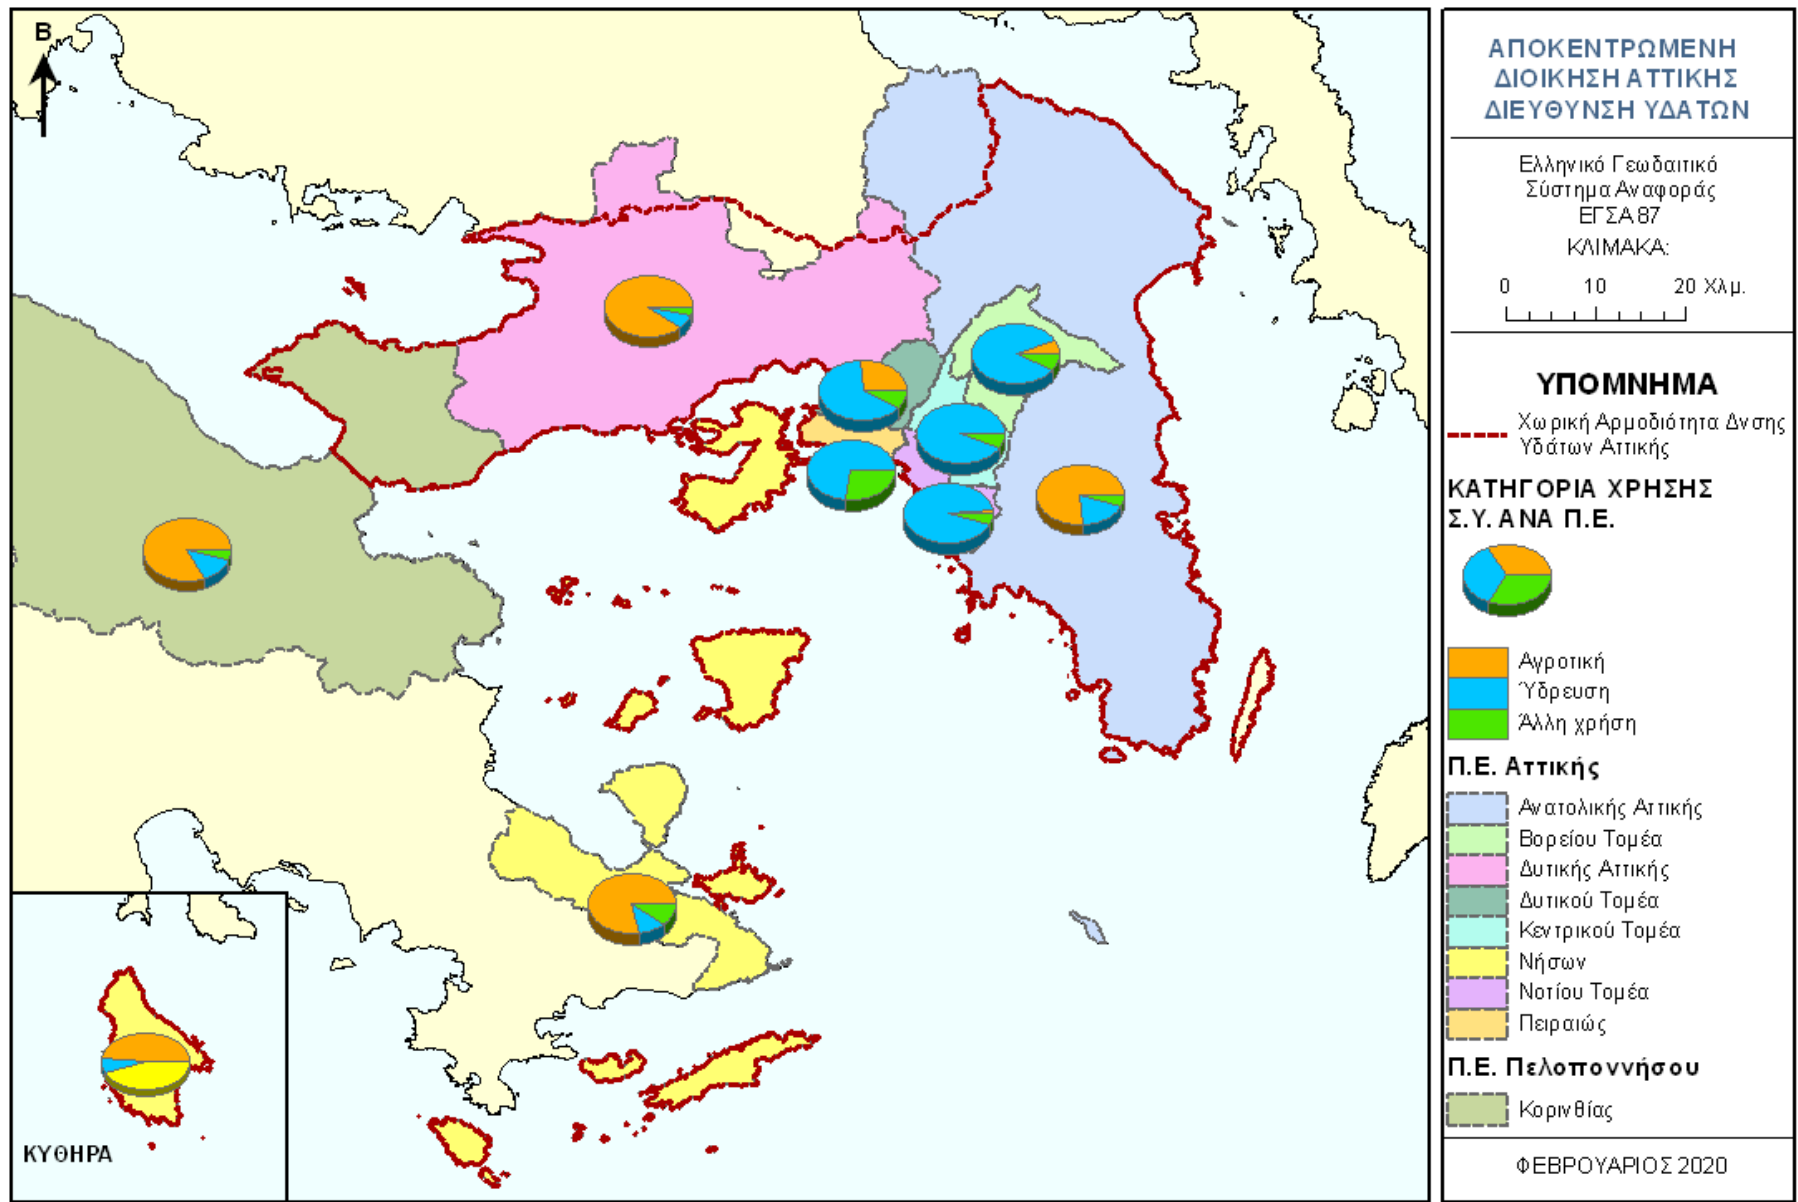 Β
ΚΥΘΗΡΑ
ΑΠΟΚΕΝΤΡΩΜΕΝΗ
ΔΙΟΙΚΗΣΗ ΑΤΤΙΚΗΣ
ΔΙΕΥΘΥΝΣΗ ΥΔΑΤΩΝ
Ελληνικό Γεωδαιτικό
Σύστημα Αναφοράς
ΕΓΣΑ 87
ΚΛΙΜΑΚΑ:
0 10 20 Χλμ.
ΥΠΟΜΝΗΜΑ
Χωρική Αρμοδιότητα Δνσης
Υδάτων Αττικής
ΚΑΤΗΓΟΡΙΑ ΧΡΗΣΗΣ
Σ.Υ. ΑΝΑ Π.Ε.
Αγροτική
Ύδρευση
Άλλη χρήση
Π.Ε. Αττικής
Ανατολικής Αττικής
Βορείου Τομέα
Δυτικής Αττικής
Δυτικού Τομέα
Κεντρικού Τομέα
Νήσων
Νοτίου Τομέα
Πειραιώς
Π.Ε. Πελοποννήσου
Κορινθίας
ΦΕΒΡΟΥΑΡΙΟΣ 2020